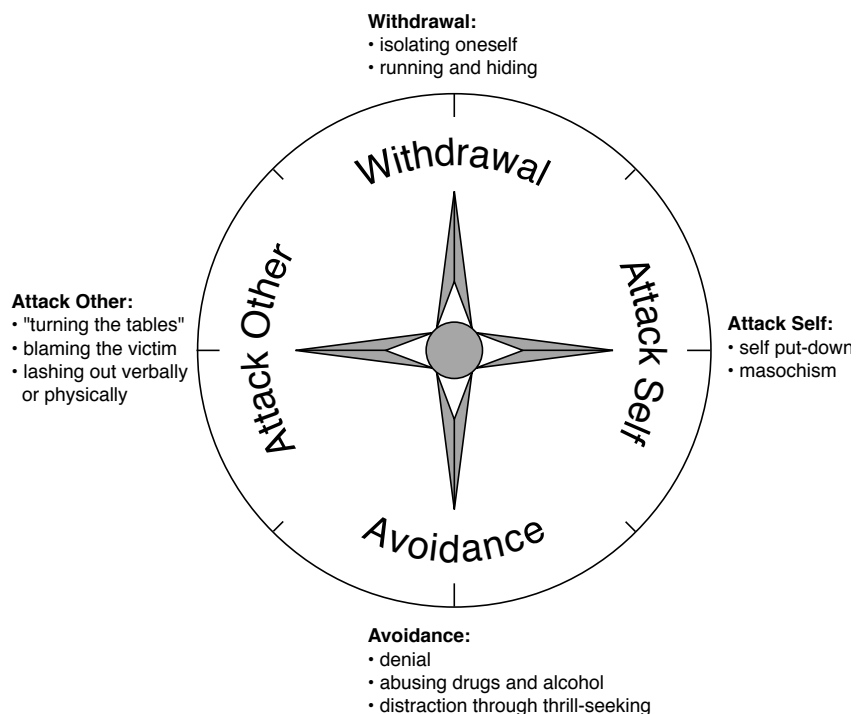 Withdrawal:
• isolating oneself
• running and hiding
Withdrawal
Attack Other:
• "turning the tables"
• blaming the victim
• lashing out verbally
or physically
Attack Other
Attack Self
Attack Self:
• self put-down
• masochism
Avoidance
Avoidance:
• denial
• abusing drugs and alcohol
• distraction through thrill-seeking